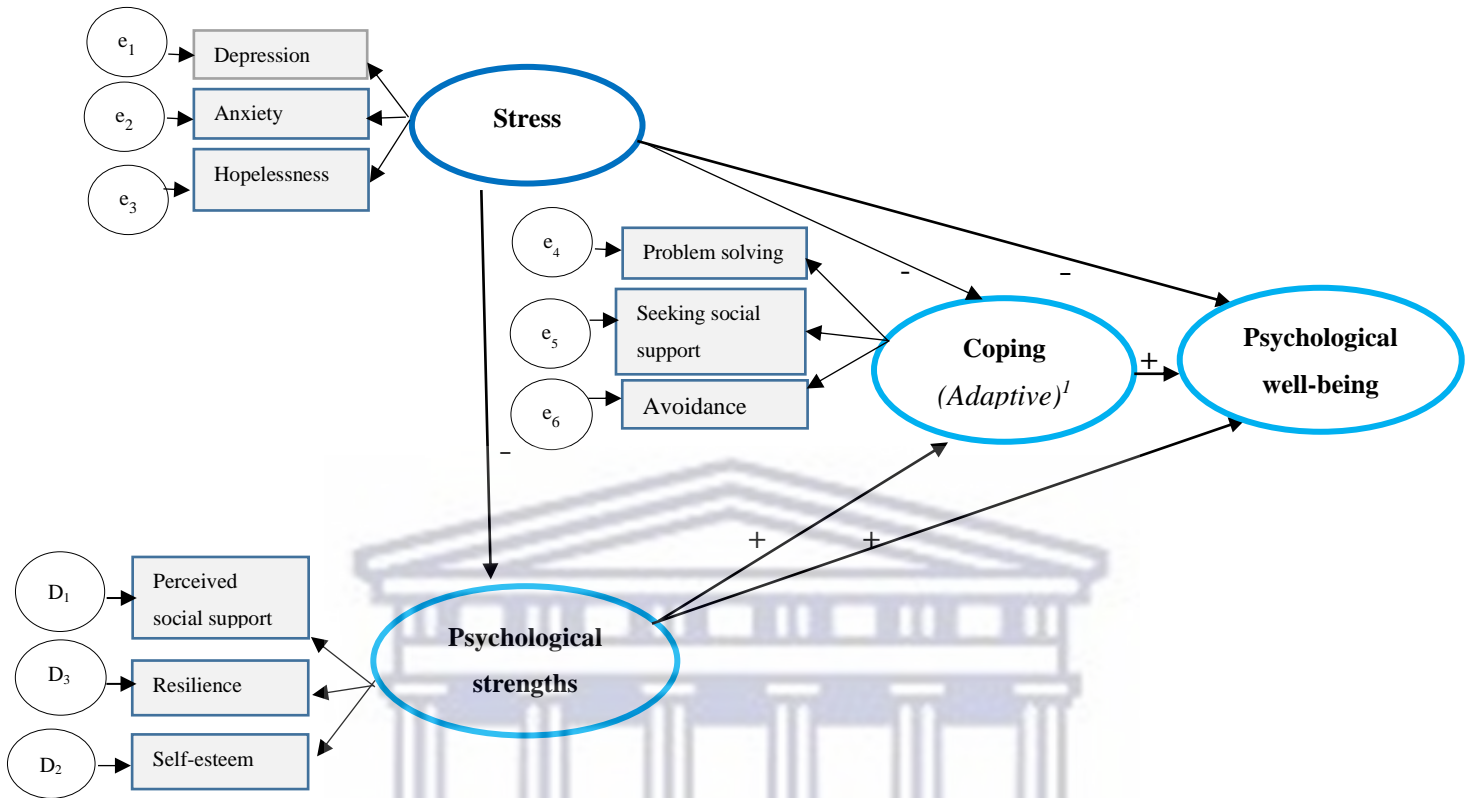 e1
Depression
e2
Anxiety
e3
Hopelessness
Stress
e4
Problem solving
-
–
e5
Seeking social
support
e6
Avoidance
Coping
(Adaptive)1
+
Psychological
well-being
–
+
+
D1
Perceived
social support
D3
Resilience
D2
Self-esteem
Psychological
strengths